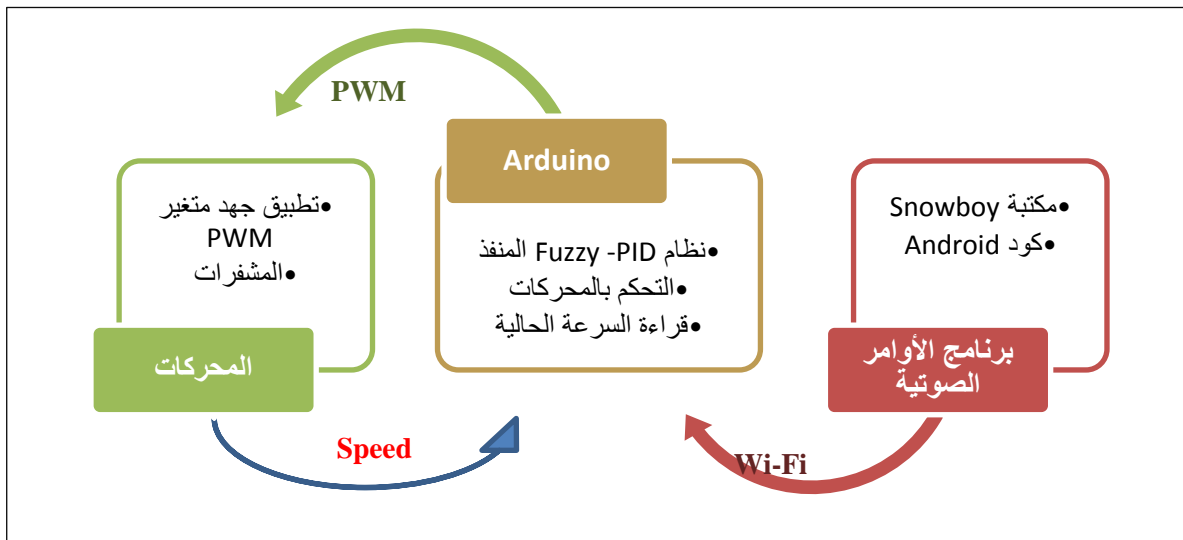 PWM
Arduino
مكتبة Snowboy•
كود Android•
برنامج الأوامر
الصوتية
•نظام Fuzzy -PID المنفذ
•التحكم بالمحركات
•قراءة السرعة الحالية
•تطبيق جهد متغير
PWM
•المشفرات
المحركات
Wi-Fi
Speed